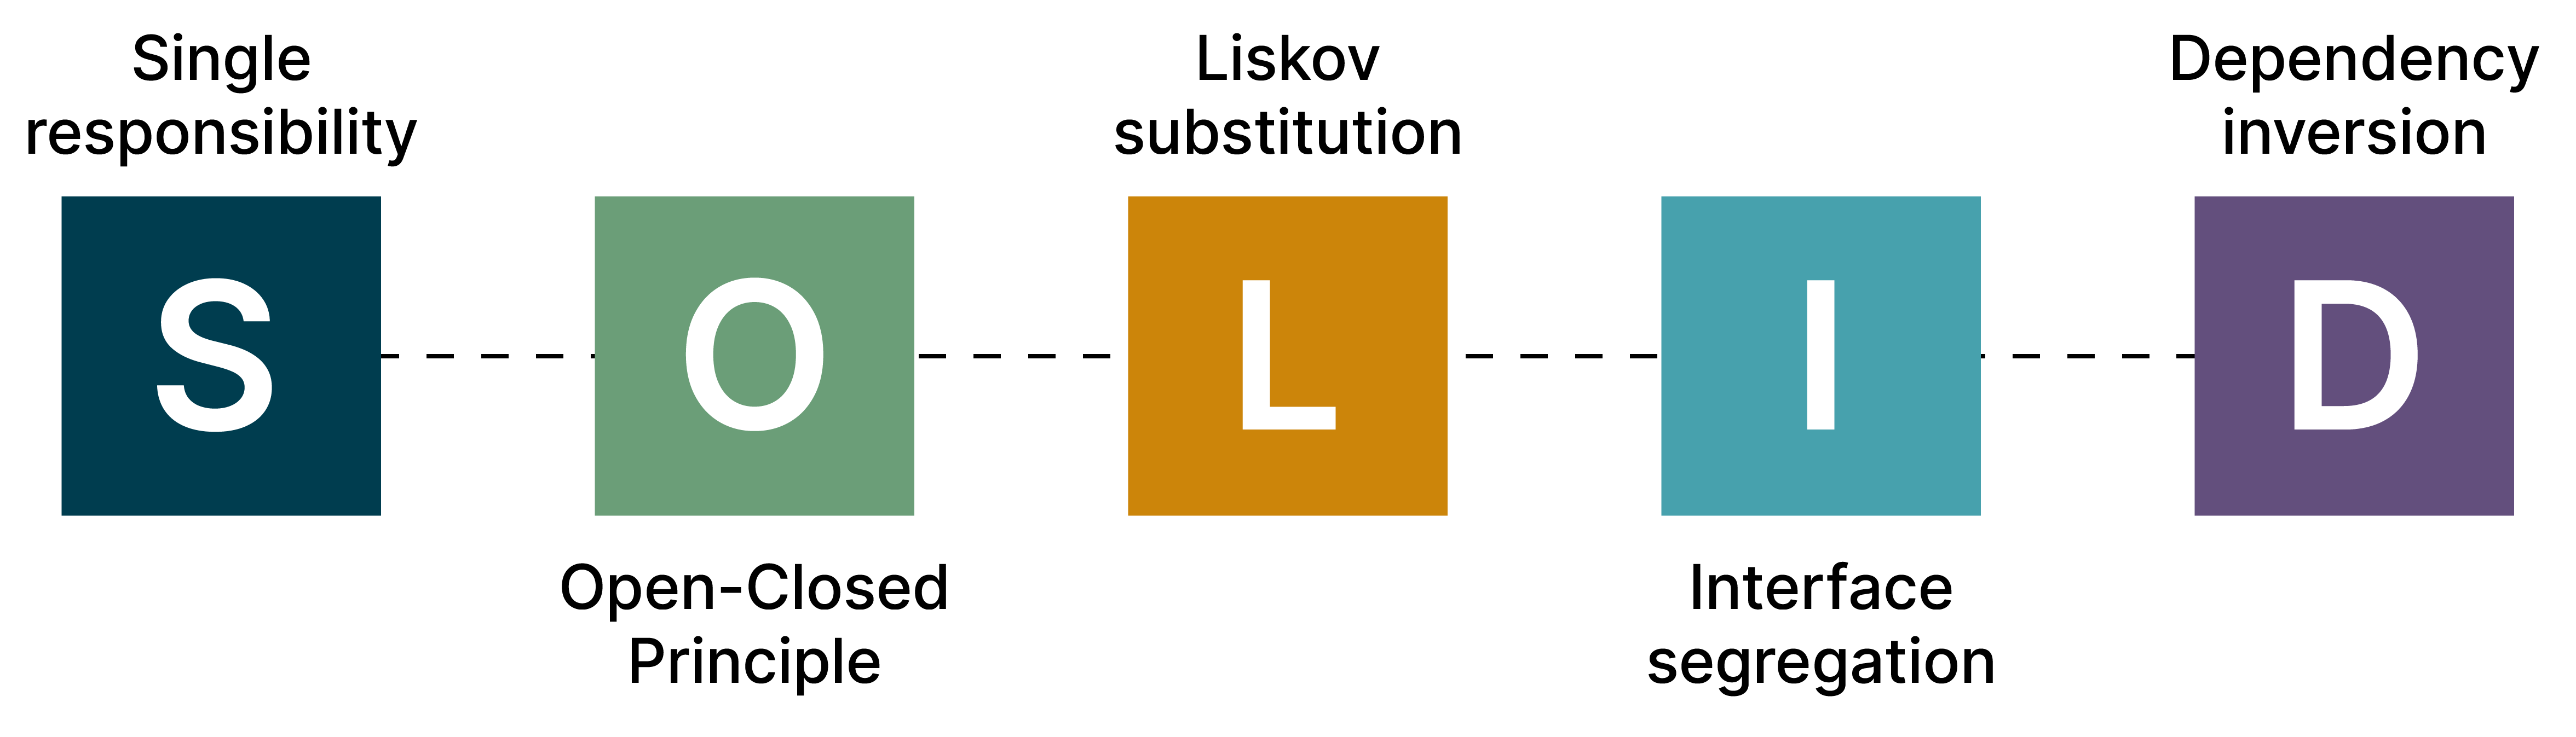 Single
responsibility
Liskov
substitution
Dependency
inversion
S
O
L
I
D
Open-Closed
Principle
Interface
segregation